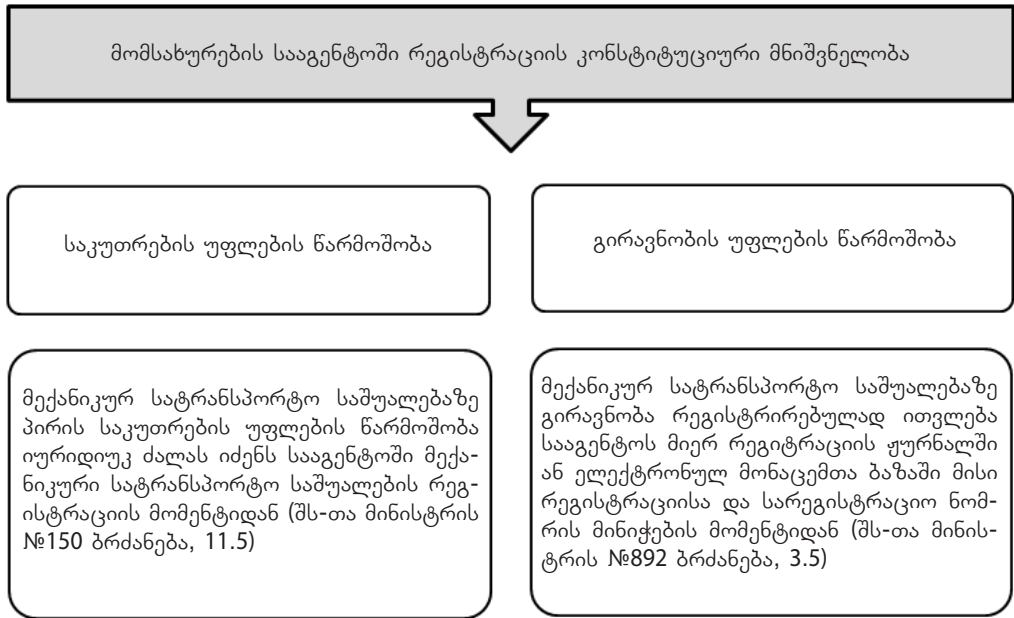 მომსახურების სააგენტოში რეგისტრაციის კონსტიტუციური მნიშვნელობა
საკუთრების უფლების წარმოშობა
გირავნობის უფლების წარმოშობა
მექანიკურ სატრანსპორტო საშუალებაზე
პირის საკუთრების უფლების წარმოშობა
იურიდიუკ ძალას იძენს სააგენტოში მექა-
ნიკური სატრანსპორტო საშუალების რეგ-
ისტრაციის მომენტიდან (შს-თა მინისტრის
№150 ბრძანება, 11.5)
მექანიკურ სატრანსპორტო საშუალებაზე
გირავნობა რეგისტრირებულად ითვლება
სააგენტოს მიერ რეგიტრაციის ჟურნალში
ან ელექტრონულ მონაცემთა ბაზაში მისი
რეგისტრაციისა და სარეგისტრაციო ნომ-
რის მინიჭების მომენტიდან (შს-თა მინის-
ტრის №892 ბრძანება, 3.5)